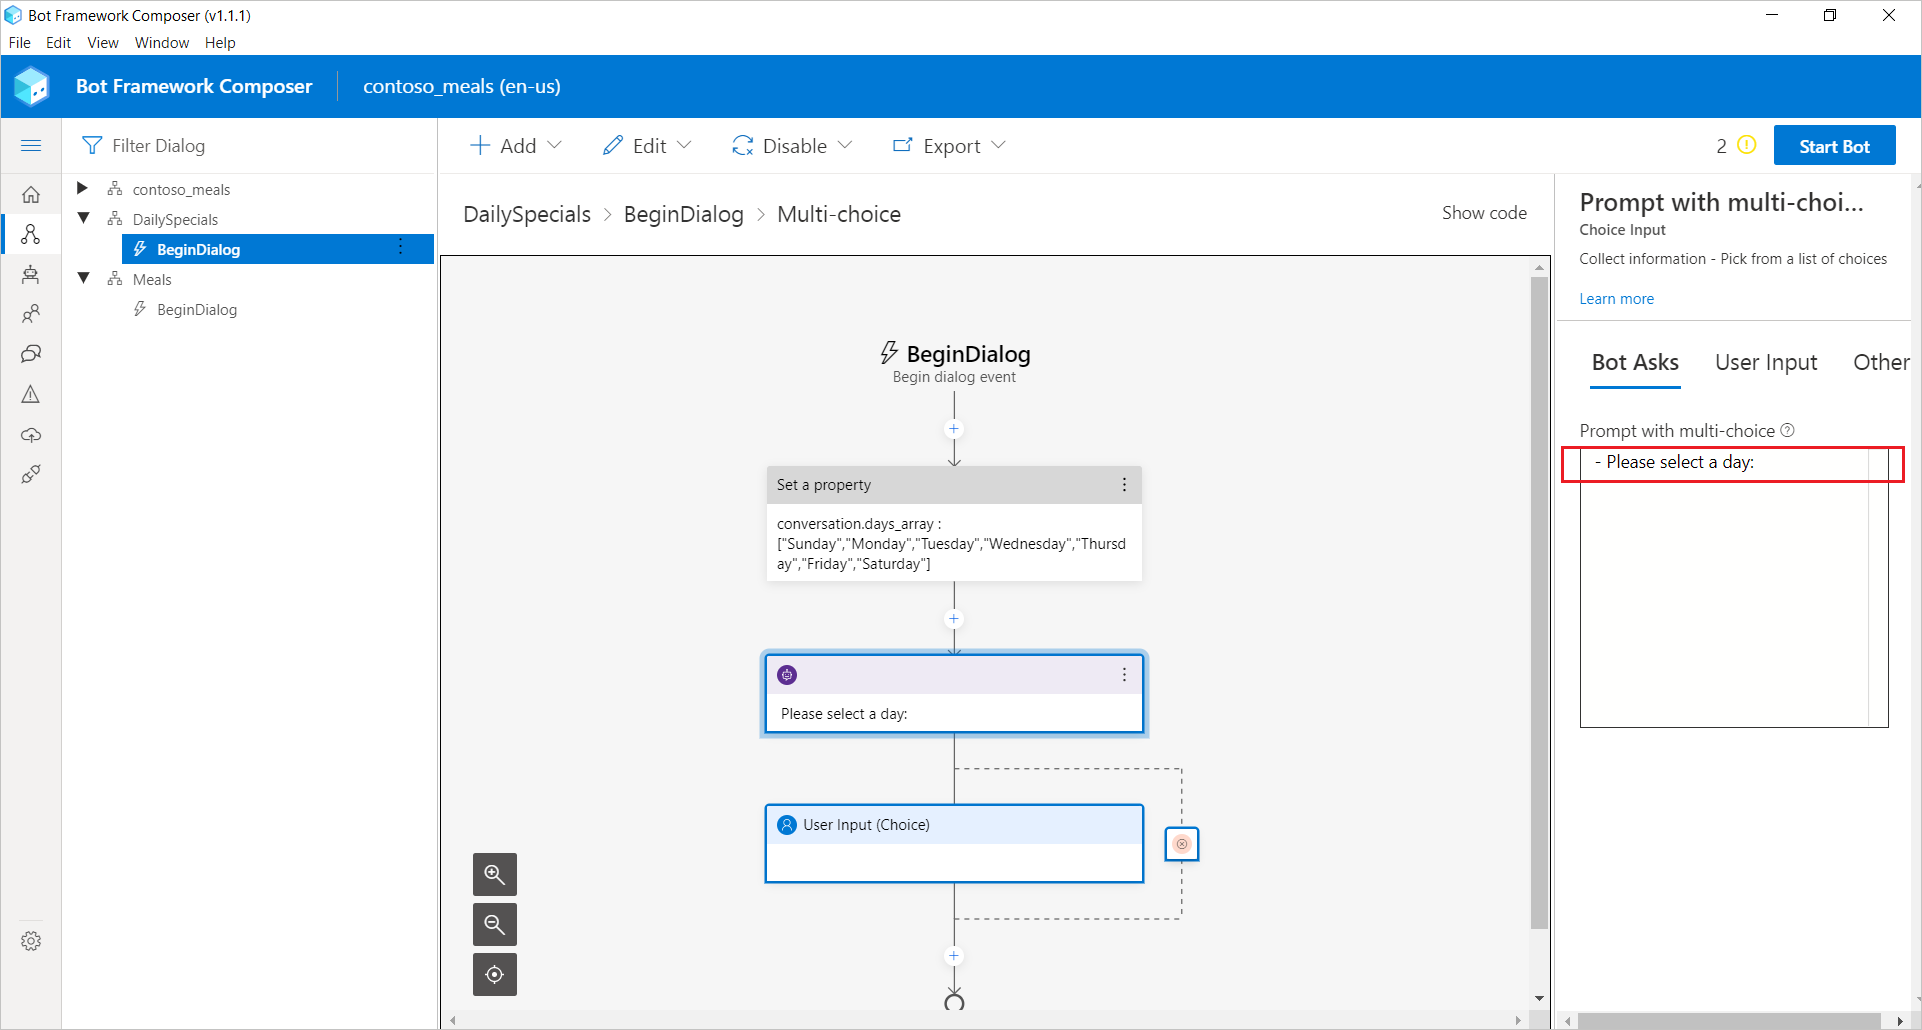 Bot Framework Composer (v1.1.1)
File Edit View Window Help
Bot Framework Composer contoso_meals (en-us)
Filter Dialog
contoso_meals
DailySpecials
BeginDialog
Meals
BeginDialog
Add Edit Disable Export 2 Start Bot
DailySpecials > BeginDialog > Multi-choice Show code
BeginDialog
Begin dialog event
Set a property
conversation.days_array :
["Sunday","Monday","Tuesday","Wednesday","Thursd
ay","Friday","Saturday"]
Please select a day:
User Input (Choice)
Prompt with multi-choi...
Choice Input
Collect information - Pick from a list of choices
Learn more
Bot Asks User Input Other
Prompt with multi-choice
- Please select a day: